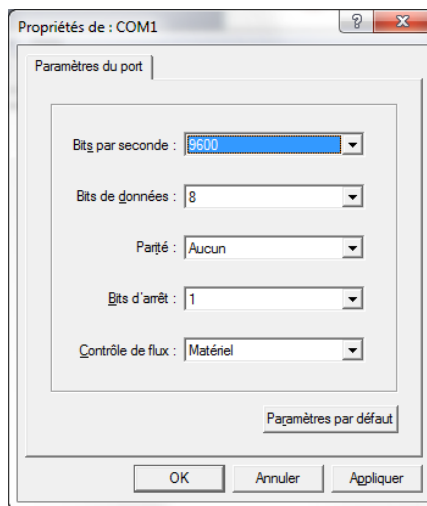 Propriétés de : COM1
Paramètres du port
Bits par seconde : 9600
Bits de données : 8
Parité : Aucun
Bits d'arrêt : 1
Contrôle de flux : Matériel
Paramètres par défaut
OK Annuler Appliquer